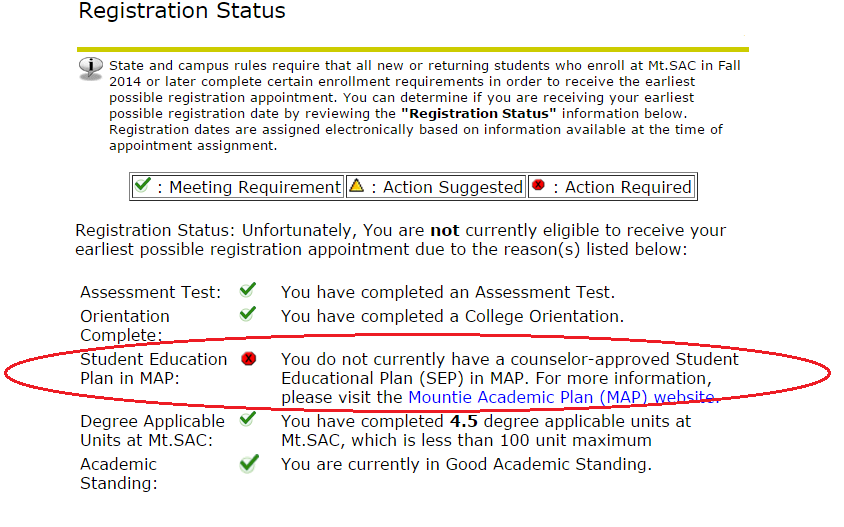 Registration Status
State and campus rules require that all new or returning students who enroll at Mt.SAC in Fall
2014 or later complete certain enrollment requirements in order to receive the earliest
possible registration appointment. You can determine if you are receiving your earliest
possible registration date by reviewing the "Registration Status" information below.
Registration dates are assigned electronically based on information available at the time of
appointment assignment.
: Meeting Requirement : Action Suggested : Action Required
Registration Status: Unfortunately, You are not currently eligible to receive your
earliest possible registration appointment due to the reason(s) listed below:
Assessment Test: You have completed an Assessment Test.
Orientation You have completed a College Orientation.
Complete:
Student Education You do not currently have a counselor-approved Student
Plan in MAP: Educational Plan (SEP) in MAP. For more information,
please visit the Mountie Academic Plan (MAP) website.
Degree Applicable You have completed 4.5 degree applicable units at
Units at Mt.SAC: Mt.SAC, which is less than 100 unit maximum
Academic You are currently in Good Academic Standing.
Standing: